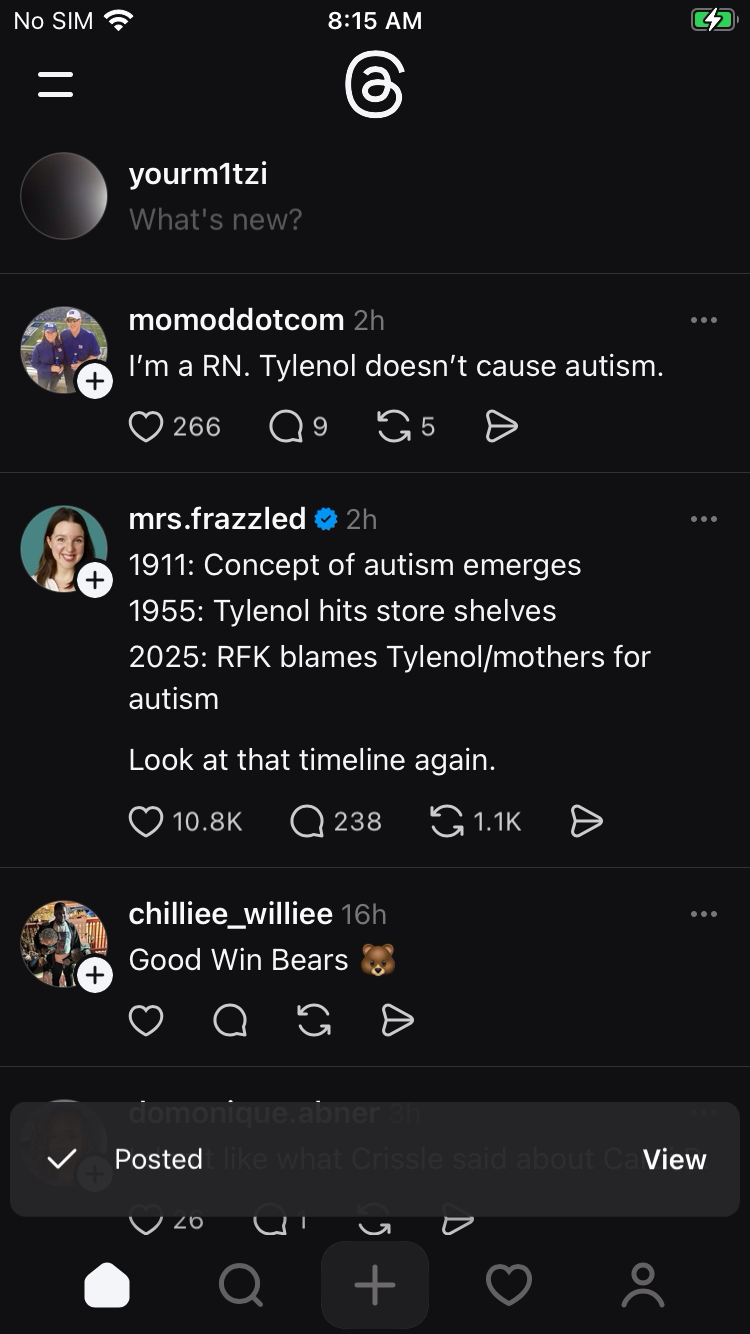 No SIM 8:15 AM
yourm1tzi
What's new?
momoddotcom 2h
I’m a RN. Tylenol doesn’t cause autism.
266 9 5
mrs.frazzled 2h
1911: Concept of autism emerges
1955: Tylenol hits store shelves
2025: RFK blames Tylenol/mothers for
autism
Look at that timeline again.
10.8K 238 1.1K
chilliee_williee 16h
Good Win Bears 🐻
domonique.abner 3h
like what Crissle said about
Posted View
26 1